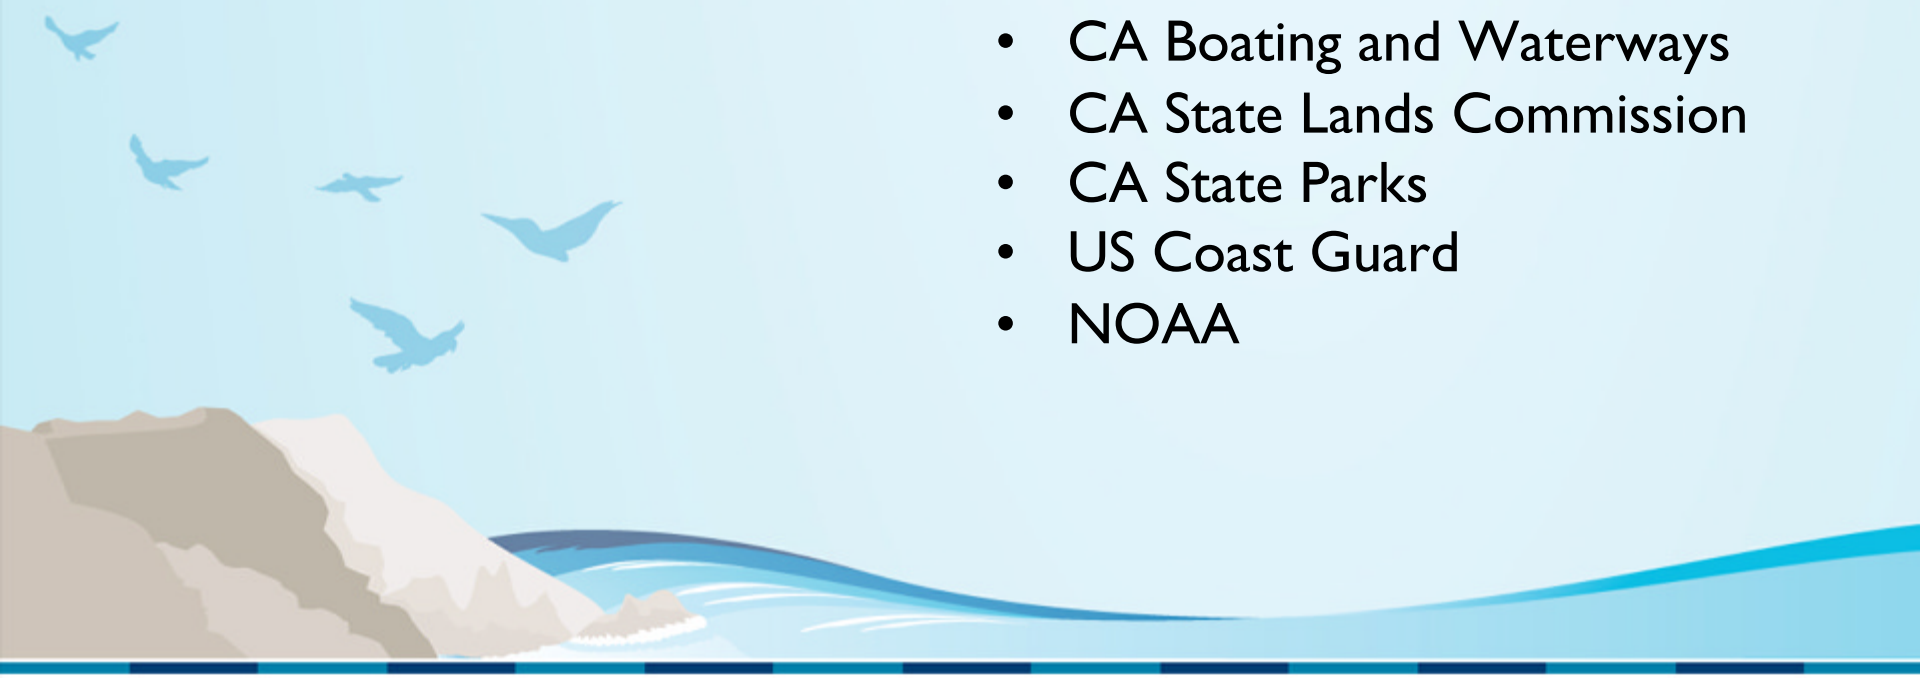 • CA Boating and Waterways
• CA State Lands Commission
• CA State Parks
• US Coast Guard
• NOAA